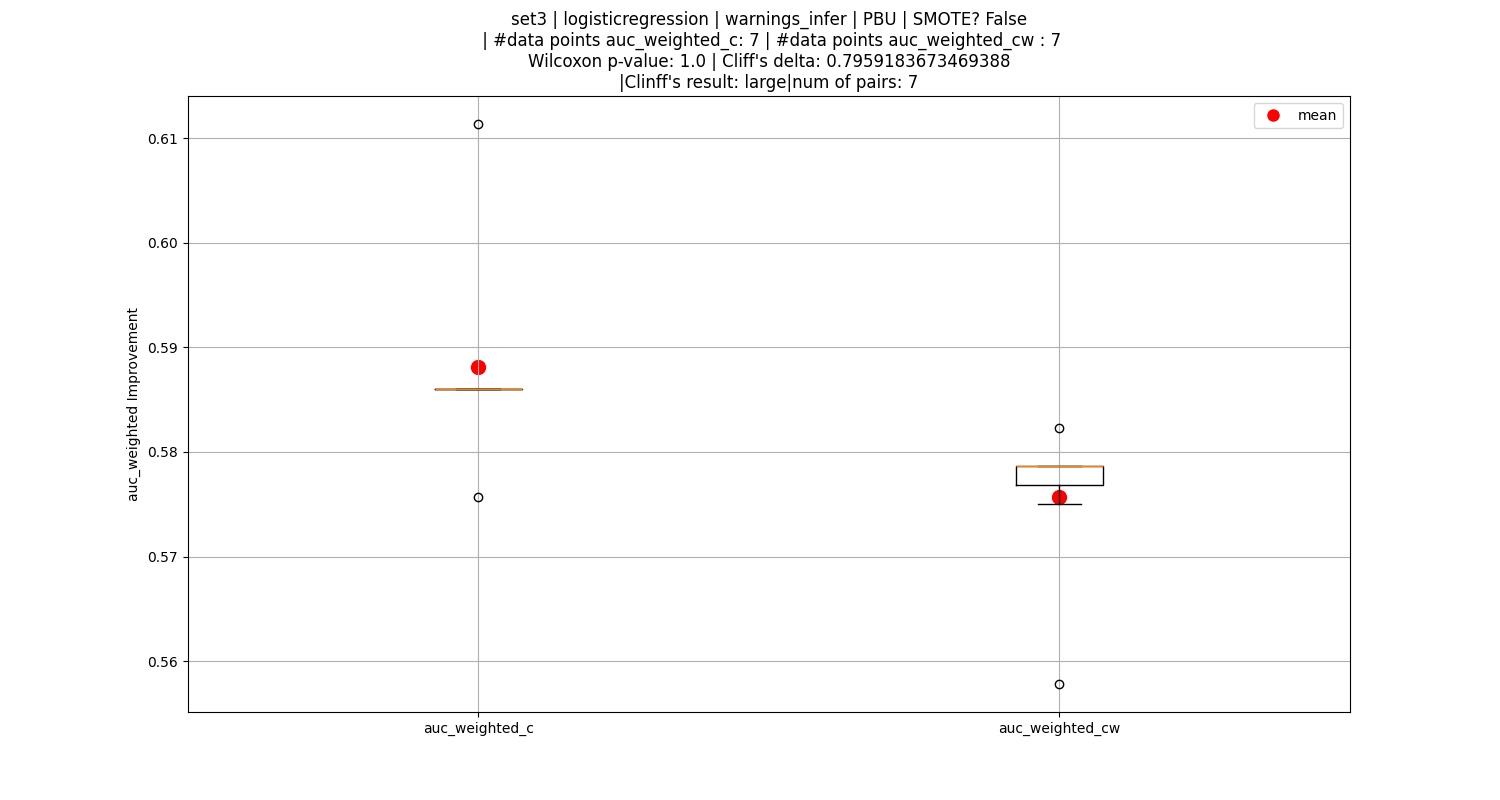 set3 | logisticregression | warnings_infer | PBU | SMOTE? False
| #data points auc_weighted_c: 7 | #data points auc_weighted_cw : 7
Wilcoxon p-value: 1.0 | Cliff's delta: 0.7959183673469388
|Clinff's result: large|num of pairs: 7
mean
0.61
0.60
0.59
0.58
0.57
0.56
auc_weighted Improvement
auc_weighted_c
auc_weighted_cw